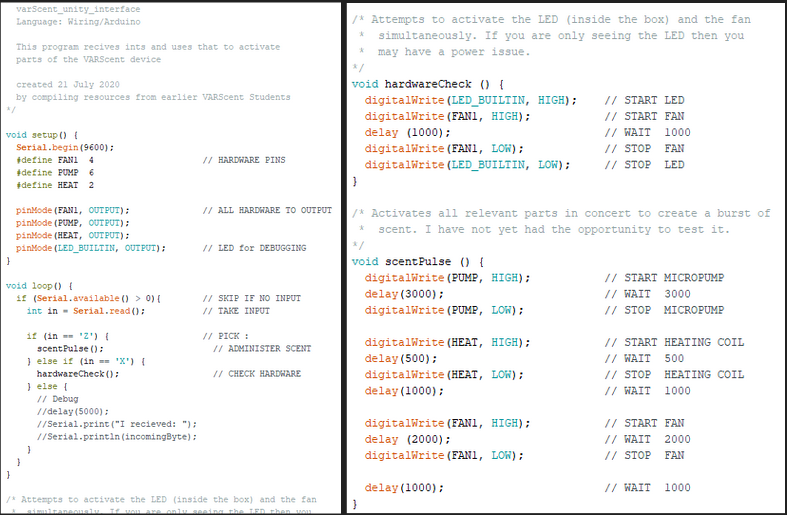 varScent_unity_interface
Language: Wiring/Arduino
This program recives ints and uses that to activate
parts of the VARScent device
created 21 July 2020
by compiling resources from earlier VARScent Students
*/
void setup() {
Serial.begin(9600);
#define FAN1 4 // HARDWARE PINS
#define PUMP 6
#define HEAT 2
pinMode(FAN1, OUTPUT); // ALL HARDWARE TO OUTPUT
pinMode(PUMP, OUTPUT);
pinMode(HEAT, OUTPUT);
pinMode(LED_BUILTIN, OUTPUT); // LED for DEBUGGING
}
void loop() {
if (Serial.available() > 0){ // SKIP IF NO INPUT
int in = Serial.read(); // TAKE INPUT
if (in == 'Z') { // PICK :
scentPulse(); // ADMINISTER SCENT
} else if (in == 'X') {
hardwareCheck(); // CHECK HARDWARE
} else {
// Debug
//delay(5000);
//Serial.print("I recieved: ");
//Serial.println(incomingByte);
}
}
}
/* Attempts to activate the LED (inside the box) and the fan
* simultaneously. If you are only seeing the LED then you
/* Attempts to activate the LED (inside the box) and the fan
* simultaneously. If you are only seeing the LED then you
* may have a power issue.
*/
void hardwareCheck () {
digitalWrite(LED_BUILTIN, HIGH); // START LED
digitalWrite(FAN1, HIGH); // START FAN
delay (1000); // WAIT 1000
digitalWrite(FAN1, LOW); // STOP FAN
digitalWrite(LED_BUILTIN, LOW); // STOP LED
}
/* Activates all relevant parts in concert to create a burst of
* scent. I have not yet had the opportunity to test it.
*/
void scentPulse () {
digitalWrite(PUMP, HIGH); // START MICROPUMP
delay(3000); // WAIT 3000
digitalWrite(PUMP, LOW); // STOP MICROPUMP
digitalWrite(HEAT, HIGH); // START HEATING COIL
delay(500); // WAIT 500
digitalWrite(HEAT, LOW); // STOP HEATING COIL
delay(1000); // WAIT 1000
digitalWrite(FAN1, HIGH); // START FAN
delay (2000); // WAIT 2000
digitalWrite(FAN1, LOW); // STOP FAN
delay(1000); // WAIT 1000
}